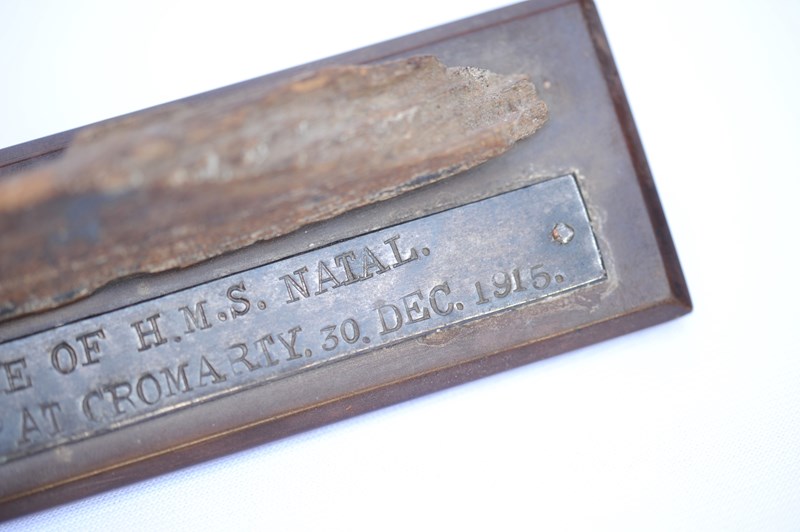 E OF H.M.S. NATAL.
AT CROMARTY. 30. DEC. 1915.